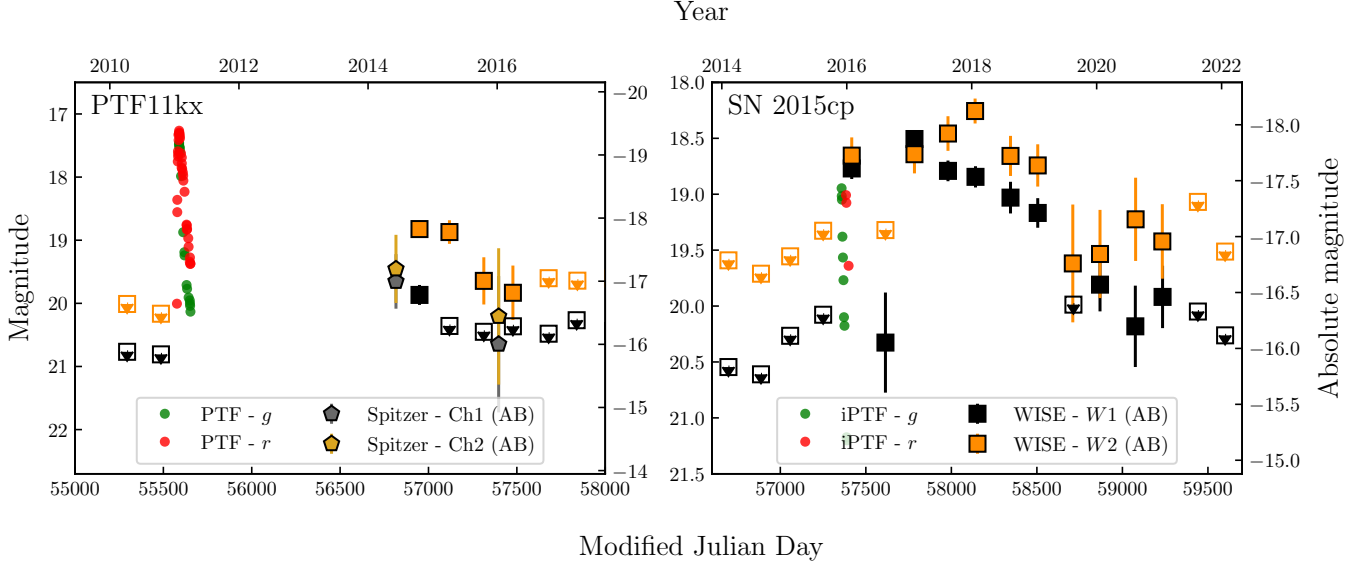 Year
2010 2012 2014 2016
2014 2016 2018 2020 2022
PTF11kx
SN 2015cp
Magnitude
17
18
19
20
21
22
−20
−19
−18
−17
−16
−15
−14
18.0
18.5
19.0
19.5
20.0
20.5
21.0
21.5
−18.0
−17.5
−17.0
−16.5
−16.0
−15.5
−15.0
Absolute magnitude
PTF - g Spitzer - Ch1 (AB)
PTF - r Spitzer - Ch2 (AB)
iPTF - g WISE - W1 (AB)
iPTF - r WISE - W2 (AB)
55000 55500 56000 56500 57000 57500 58000
57000 57500 58000 58500 59000 59500
Modified Julian Day